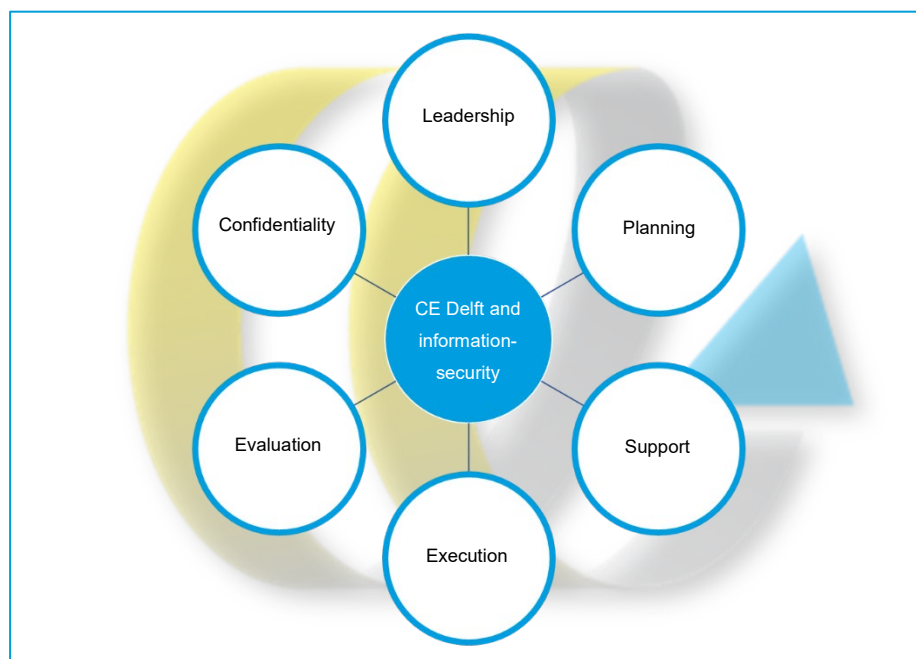 Leadership
Confidentiality
Planning
CE Delft and
information-
security
Evaluation
Support
Execution